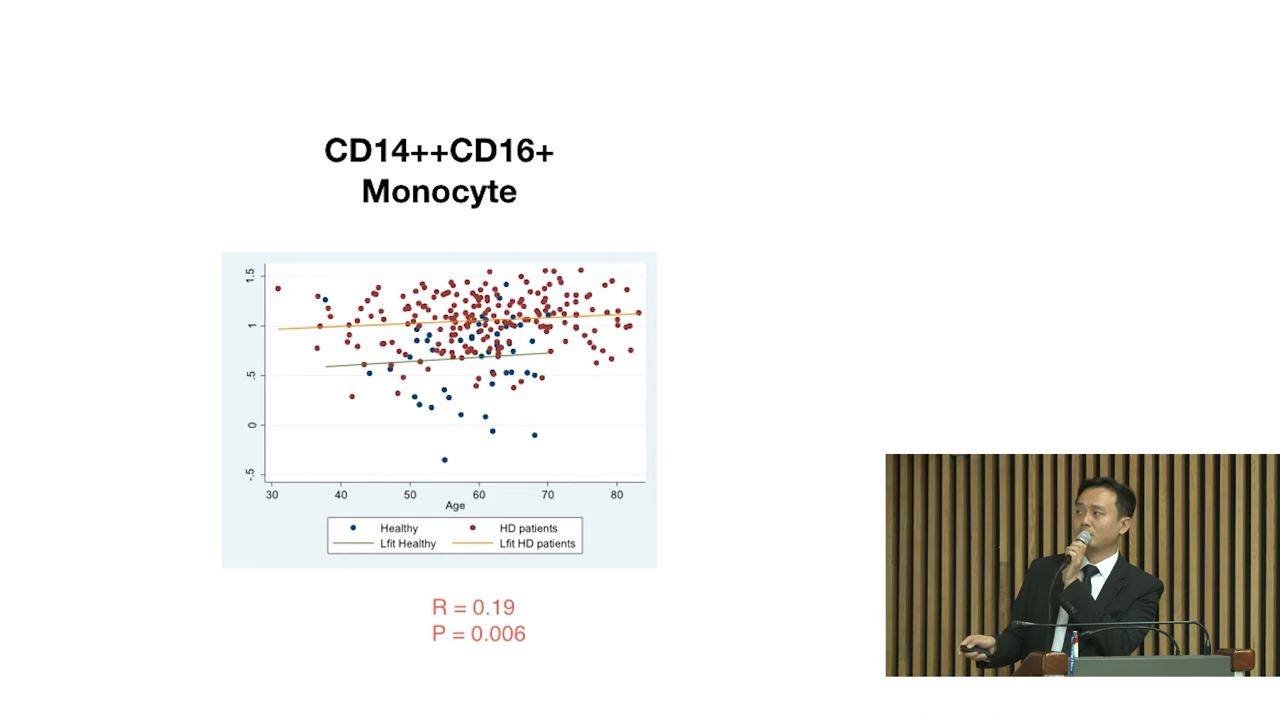 CD14++CD16+
Monocyte
1.5
1
.5
0
-.5
30 40 50 60 70 80
Age
Healthy HD patients
Lfit Healthy Lfit HD patients
R = 0.19
P = 0.006